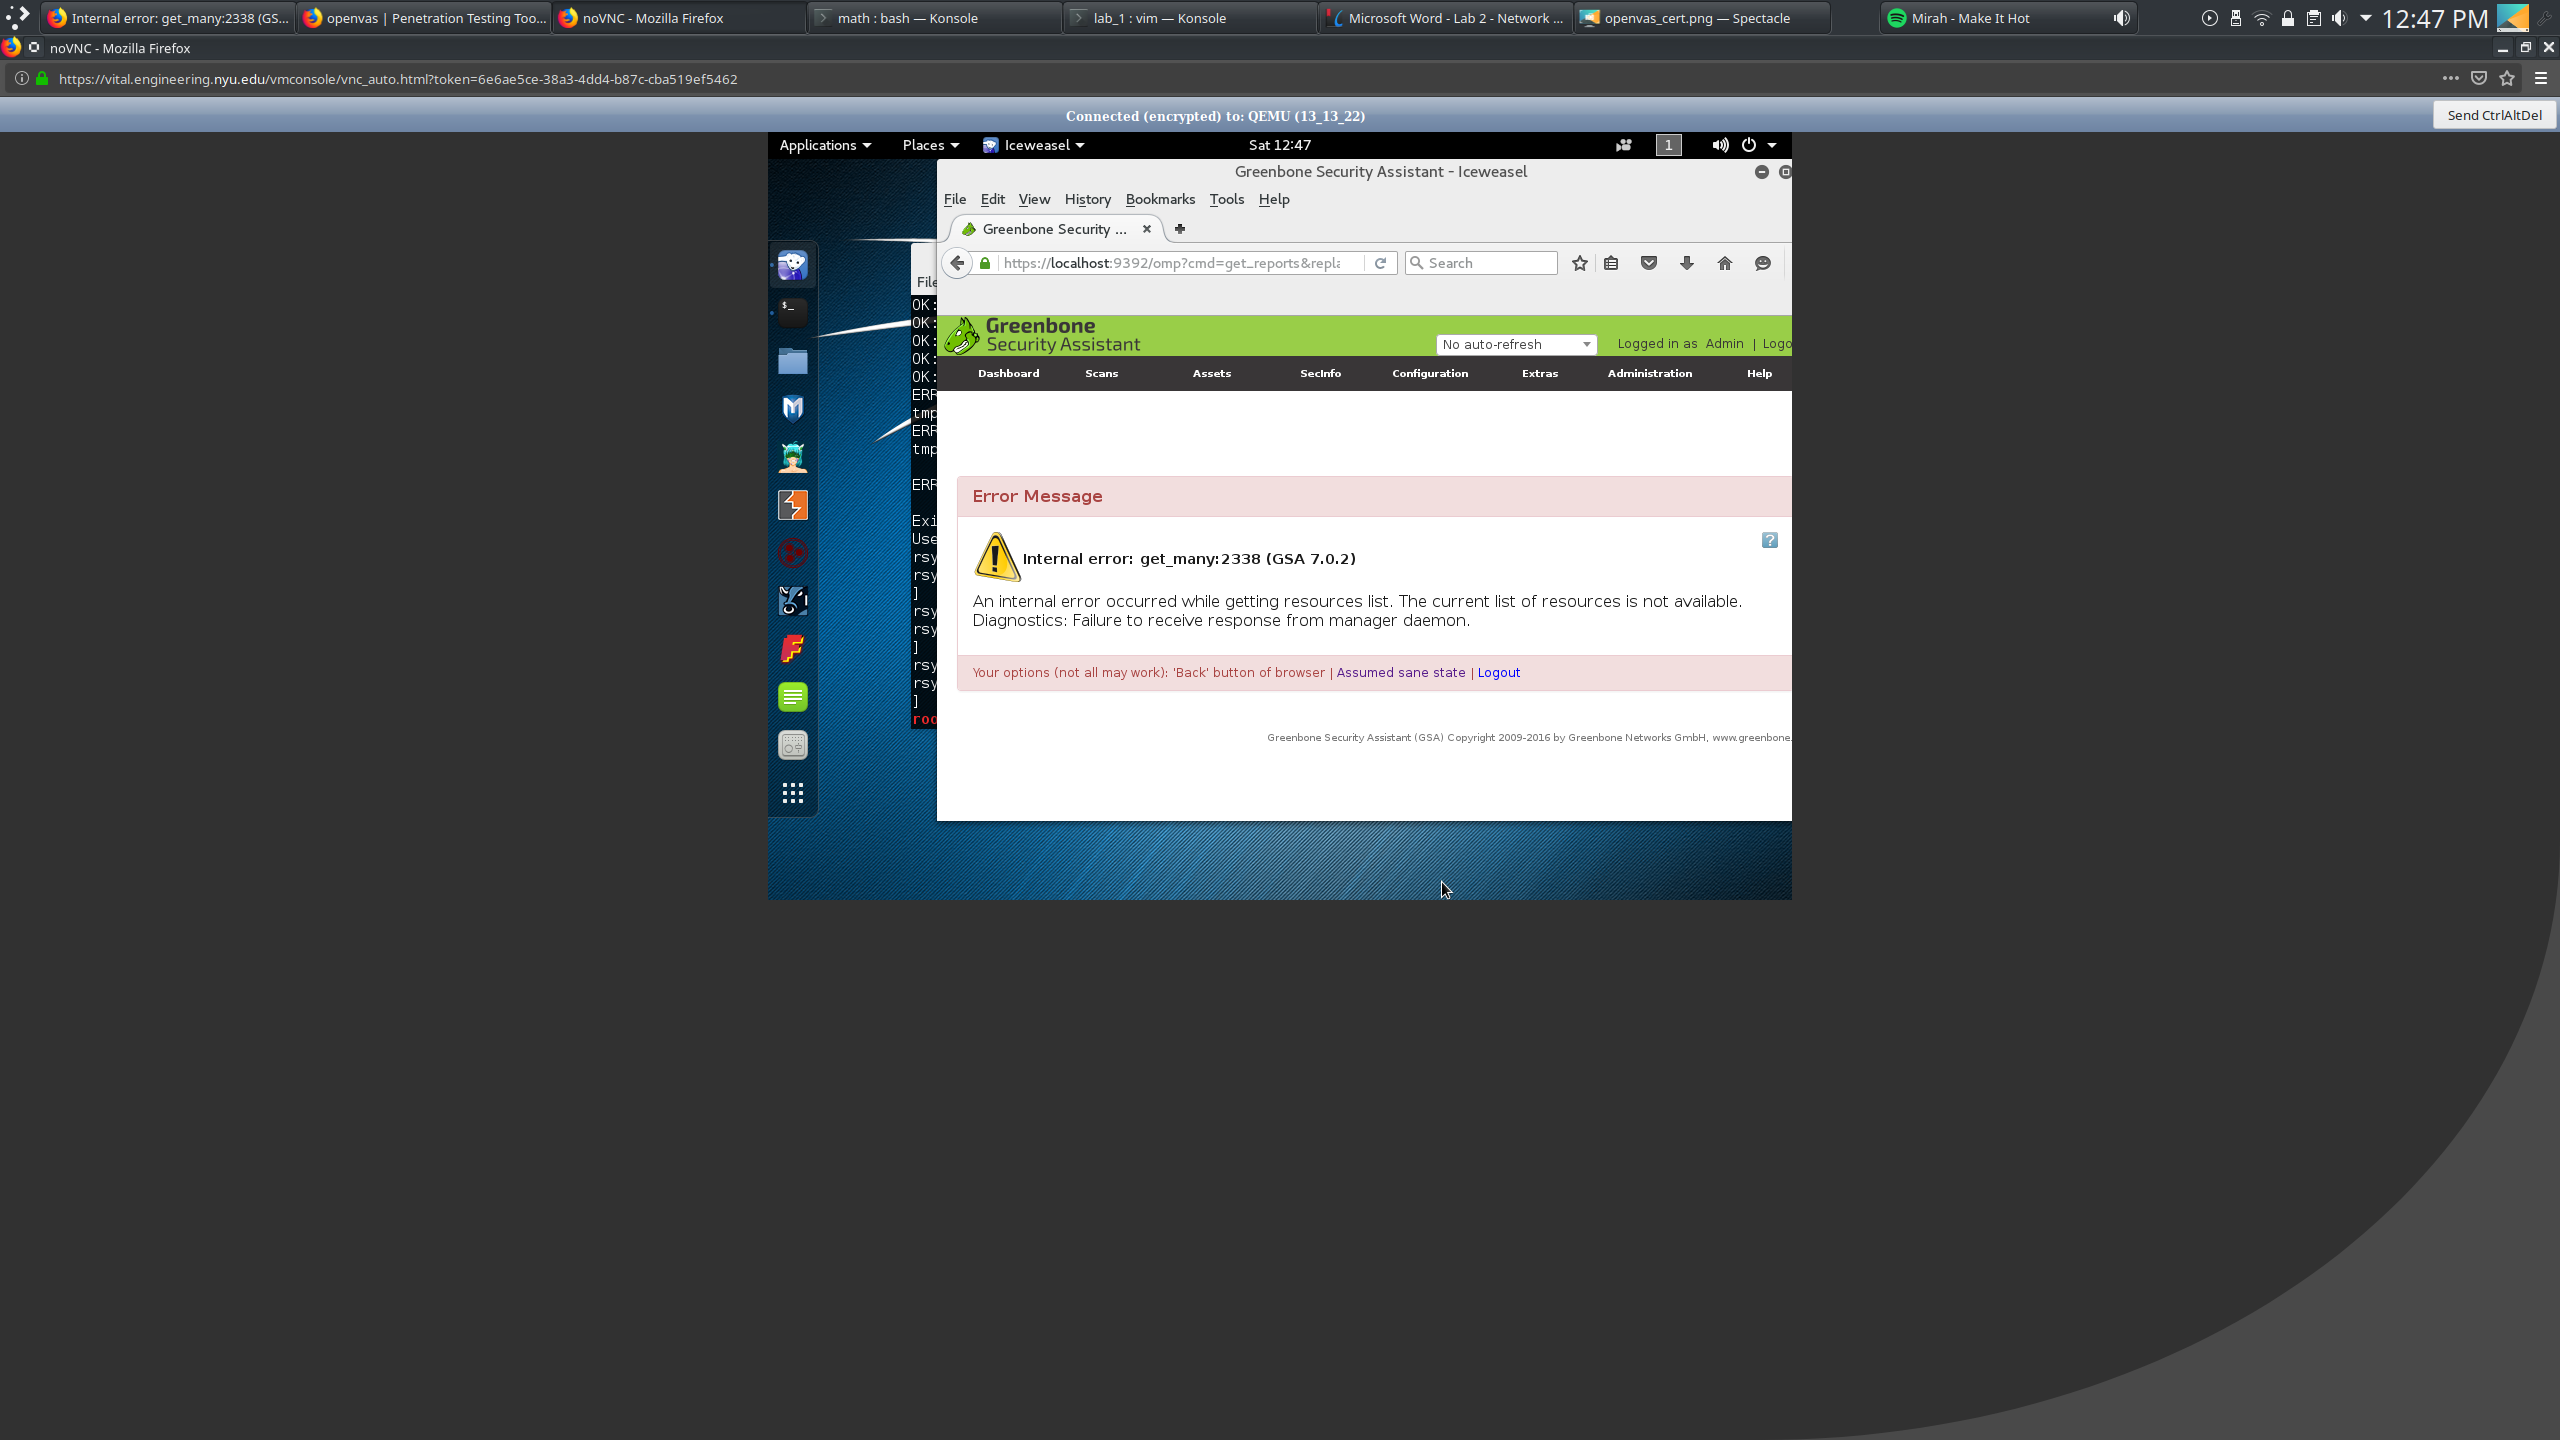 Internal error: get_many:2338 (GS...
openvas | Penetration Testing Too...
noVNC - Mozilla Firefox
math : bash — Konsole
lab_1 : vim — Konsole
Microsoft Word - Lab 2 - Network ...
openvas_cert.png — Spectacle
Mirah - Make It Hot
12:47 PM
noVNC - Mozilla Firefox
https://vital.engineering.nyu.edu/vmconsole/vnc_auto.html?token=6e6ae5ce-38a3-4dd4-b87c-cba519ef5462
Connected (encrypted) to: QEMU (13_13_22)
Send CtrlAltDel
Applications
Places
Iceweasel
Sat 12:47
1
Greenbone Security Assistant - Iceweasel
File Edit View History Bookmarks Tools Help
Greenbone Security ...
https://localhost:9392/omp?cmd=get_reports&repla
Search
File
OK:
OK:
OK:
OK:
OK:
ERR
tmp
ERR
tmp
ERR
Exi
Use
rsy
rsy
]
rsy
rsy
]
rsy
rsy
]
roo
Greenbone
Security Assistant
No auto-refresh
Logged in as Admin | Logo
Dashboard
Scans
Assets
SecInfo
Configuration
Extras
Administration
Help
Error Message
?
Internal error: get_many:2338 (GSA 7.0.2)
An internal error occurred while getting resources list. The current list of resources is not available.
Diagnostics: Failure to receive response from manager daemon.
Your options (not all may work): 'Back' button of browser | Assumed sane state | Logout
Greenbone Security Assistant (GSA) Copyright 2009-2016 by Greenbone Networks GmbH, www.greenbone.